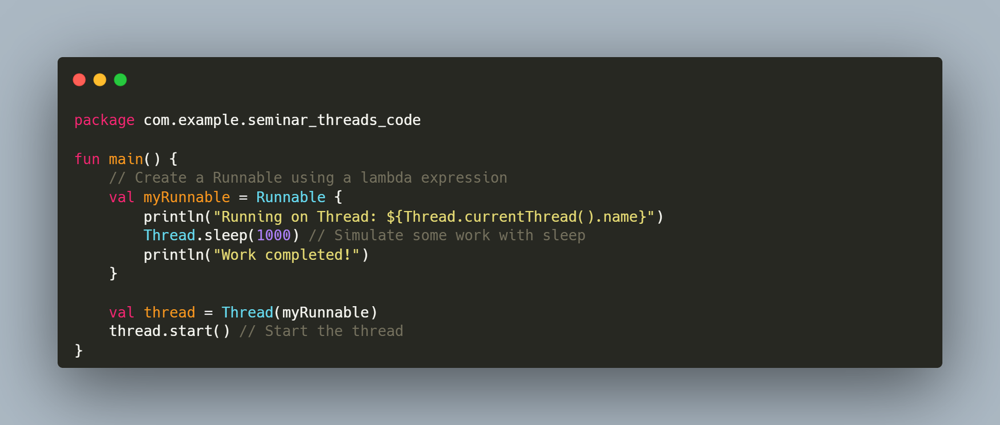 package com.example.seminar_threads_code
fun main() {
// Create a Runnable using a lambda expression
val myRunnable = Runnable {
println("Running on Thread: ${Thread.currentThread().name}")
Thread.sleep(1000) // Simulate some work with sleep
println("Work completed!")
}
val thread = Thread(myRunnable)
thread.start() // Start the thread
}